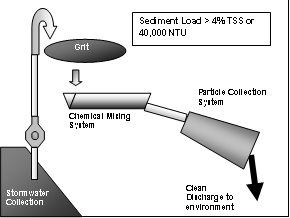 Sediment Load > 4% TSS or
40,000 NTU
Grit
Particle Collection
System
Chemical Mixing
System
Stormwater
Collection
Clean
Discharge to
environment